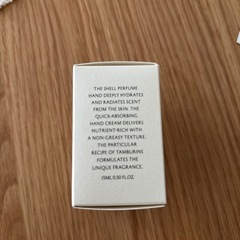 THE SHELL PERFUME
HAND DEEPLY HYDRATES
AND RADIATES SCENT
FROM THE SKIN. THE
QUICK-ABSORBING
HAND CREAM DELIVERS
NUTRIENT-RICH WITH
A NON-GREASY TEXTURE.
THE PARTICULAR
RECIPE OF TAMBURINS
FORMULATES THE
UNIQUE FRAGRANCE.
15ML 0.50 FL.OZ.